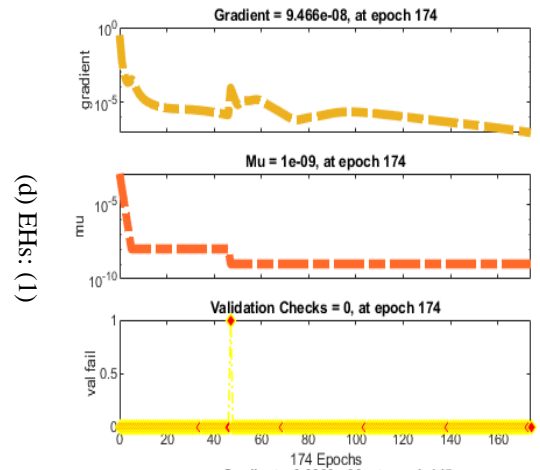 Gradient = 9.466e-08, at epoch 174
10^0
10^-5
gradient
Mu = 1e-09, at epoch 174
10^-5
10^-10
mu
(d) EHs: (1)
Validation Checks = 0, at epoch 174
1
0.5
0
val fail
0 20 40 60 80 100 120 140 160
174 Epochs